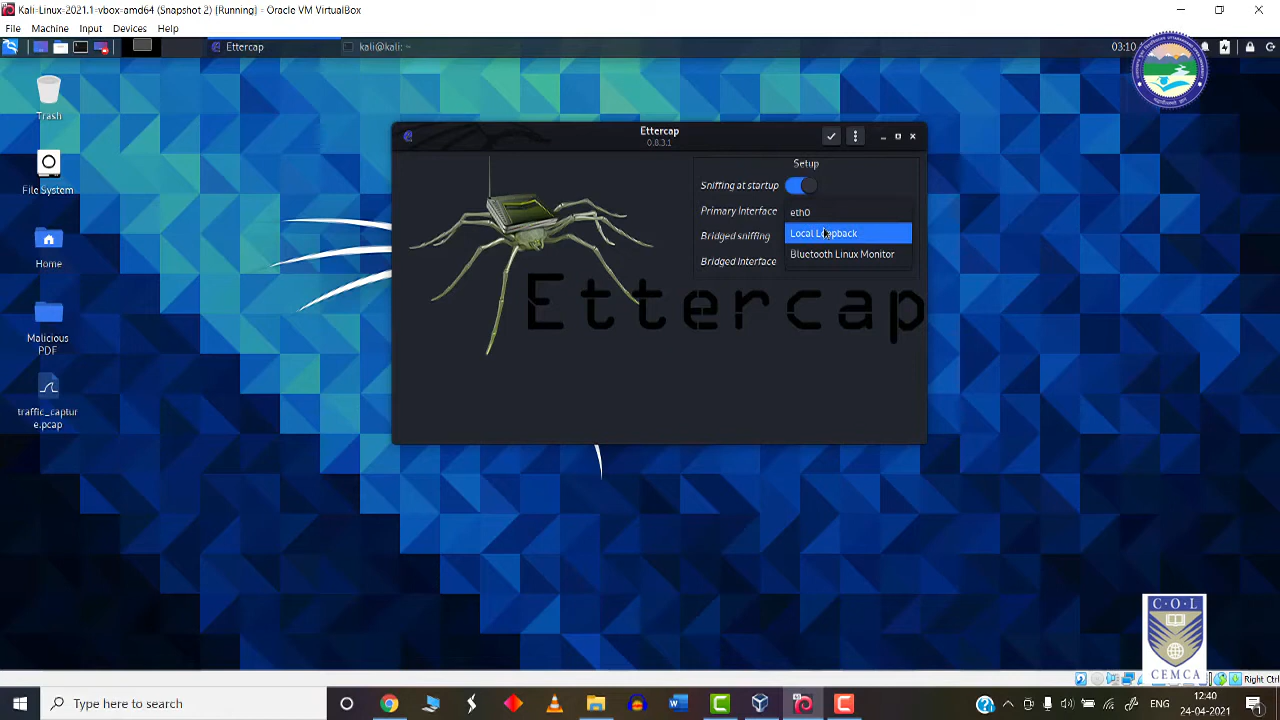 Kali-Linux-2021.1-vbox-amd64 (Snapshot 2) [Running] - Oracle VM VirtualBox
File Machine Input Devices Help
Ettercap
kali@kali: ~
03:10
Trash
File System
Home
Malicious
PDF
traffic_captur
e.pcap
Ettercap
0.8.3.1
Setup
Sniffing at startup
Primary Interface
eth0
Local Loopback
Bridged sniffing
Bluetooth Linux Monitor
Bridged Interface
Ettercap
C·O·L
CEMCA
Right Ctrl
Type here to search
ENG
12:40
24-04-2021
1